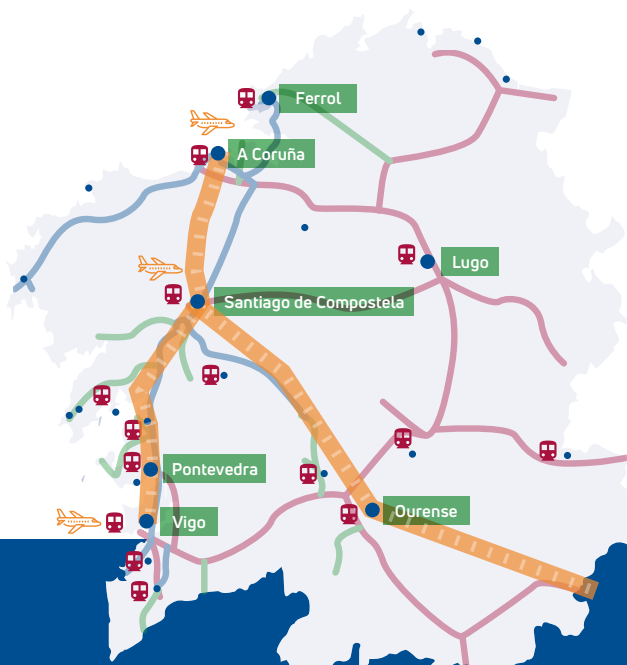 Ferrol
A Coruña
Lugo
Santiago de Compostela
Pontevedra
Ourense
Vigo